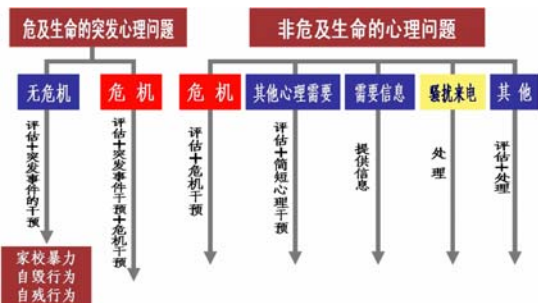 危及生命的突发心理问题
非危及生命的心理问题
无危机
危机
危机
其他心理需要
需要信息
骚扰来电
其他
评估+突发事件的干预
评估+突发事件干预+危机干预
评估+危机干预
评估+简短心理干预
提供信息
处理
评估+处理
家校暴力
自毁行为
自残行为